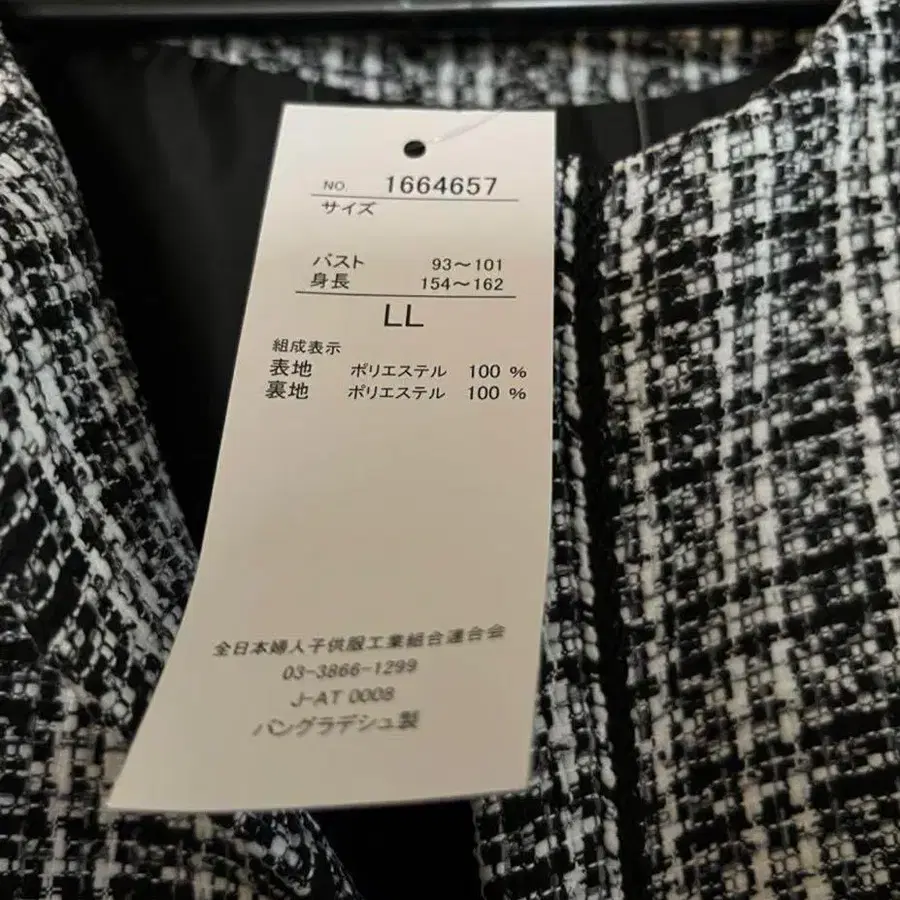 NO. 1664657
サイズ
バスト 93～101
身長 154～162
LL
組成表示
表地 ポリエステル 100 %
裏地 ポリエステル 100 %
全日本婦人子供服工業組合連合会
03-3866-1299
J-AT 0008
バングラデシュ製